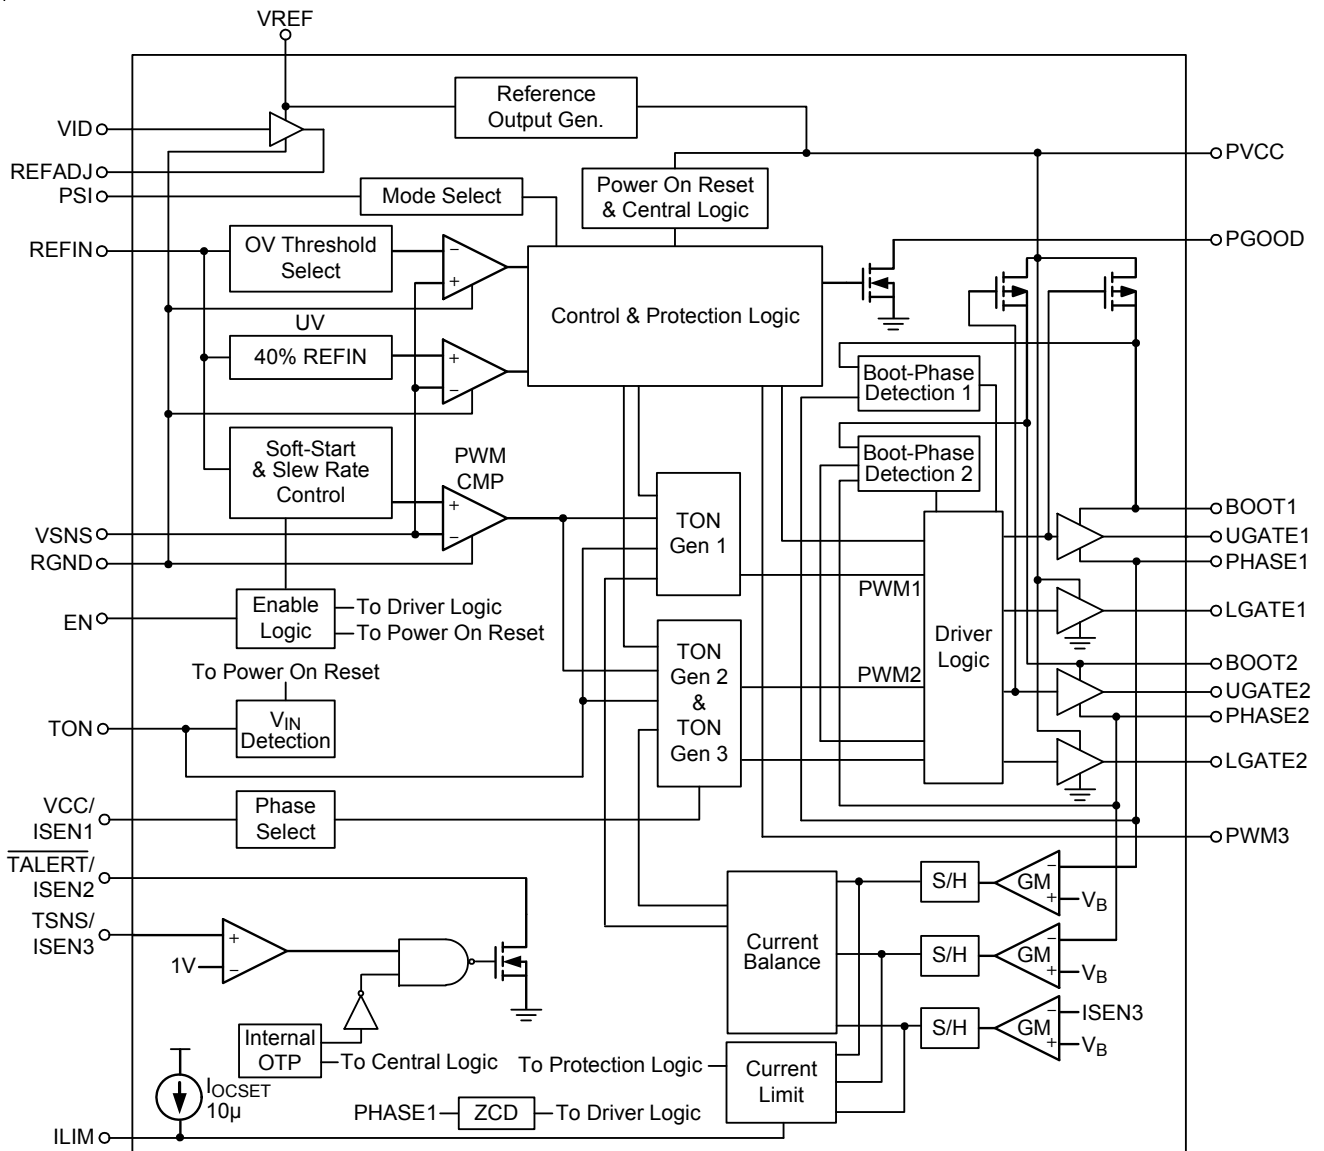 VREF
VID
REFADJ
PSI
REFIN
Reference
Output Gen.
PVCC
Mode Select
Power On Reset
& Central Logic
PGOOD
OV Threshold
Select
−
+
Control & Protection Logic
UV
40% REFIN
+
−
Boot-Phase
Detection 1
Boot-Phase
Detection 2
Soft-Start
& Slew Rate
Control
PWM
CMP
+
−
VSNS
RGND
TON
Gen 1
BOOT1
UGATE1
PHASE1
LGATE1
PWM1
EN
Enable
Logic
To Driver Logic
To Power On Reset
TON
Gen 2
&
TON
Gen 3
PWM2
Driver
Logic
BOOT2
UGATE2
PHASE2
LGATE2
To Power On Reset
TON
VIN
Detection
VCC/
ISEN1
Phase
Select
PWM3
TALERT/
ISEN2
TSNS/
ISEN3
+
1V
−
Current
Balance
S/H
GM
−
+
VB
S/H
GM
−
+
VB
S/H
GM
−
+
ISEN3
VB
Internal
OTP
To Central Logic
To Protection Logic
Current
Limit
IOCSET
10μ
PHASE1
ZCD
To Driver Logic
ILIM